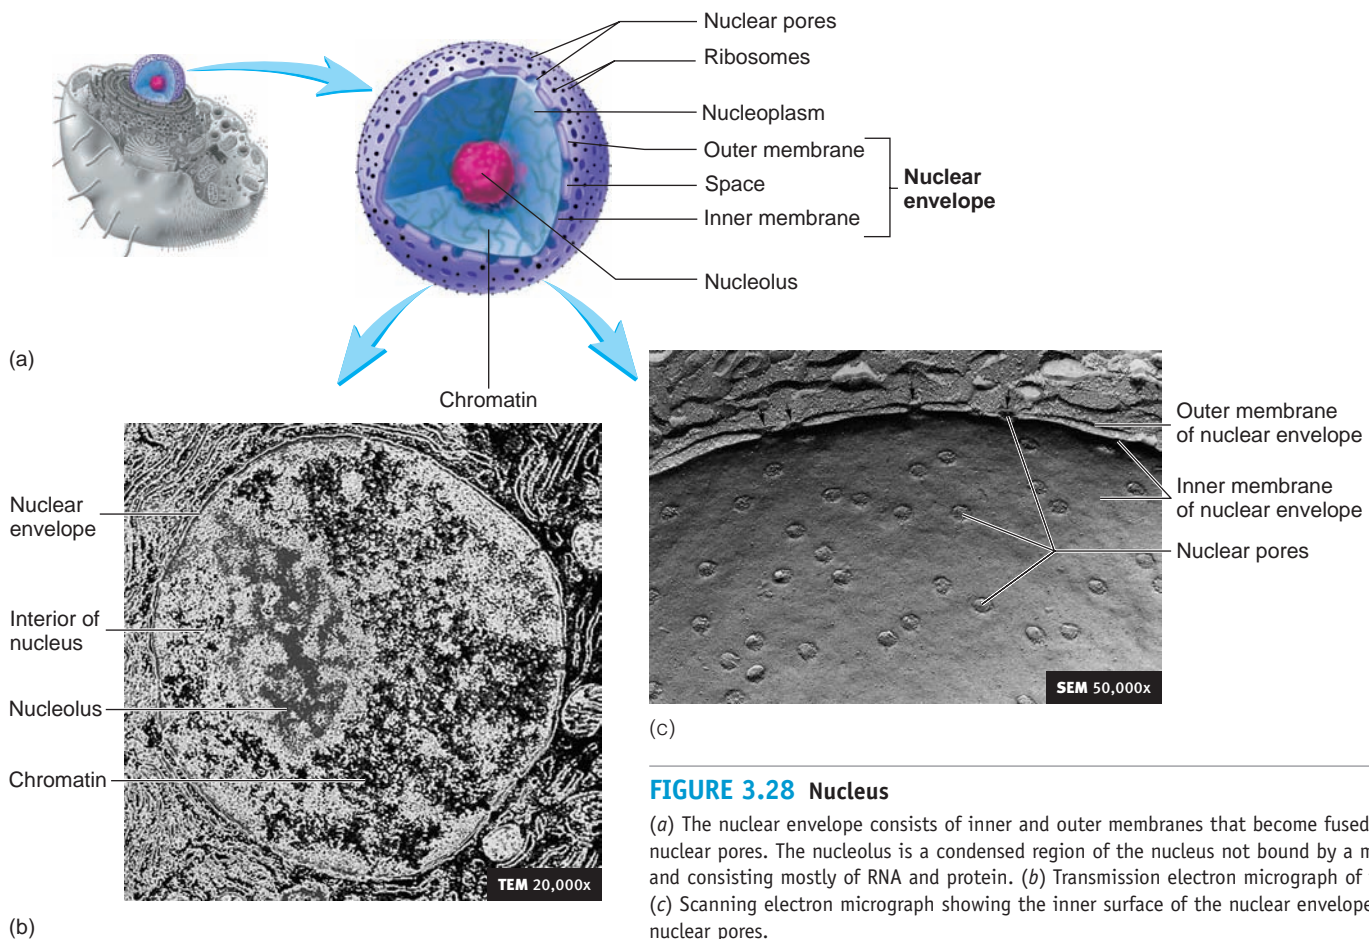 Nuclear pores
Ribosomes
Nucleoplasm
Outer membrane
Space
Inner membrane
Nuclear
envelope
Nucleolus
(a)
Chromatin
Nuclear
envelope
Interior of
nucleus
Nucleolus
Chromatin
TEM 20,000x
(b)
Outer membrane
of nuclear envelope
Inner membrane
of nuclear envelope
Nuclear pores
SEM 50,000x
(c)
FIGURE 3.28 Nucleus
(a) The nuclear envelope consists of inner and outer membranes that become fused
nuclear pores. The nucleolus is a condensed region of the nucleus not bound by a m
and consisting mostly of RNA and protein. (b) Transmission electron micrograph of
(c) Scanning electron micrograph showing the inner surface of the nuclear envelope
nuclear pores.